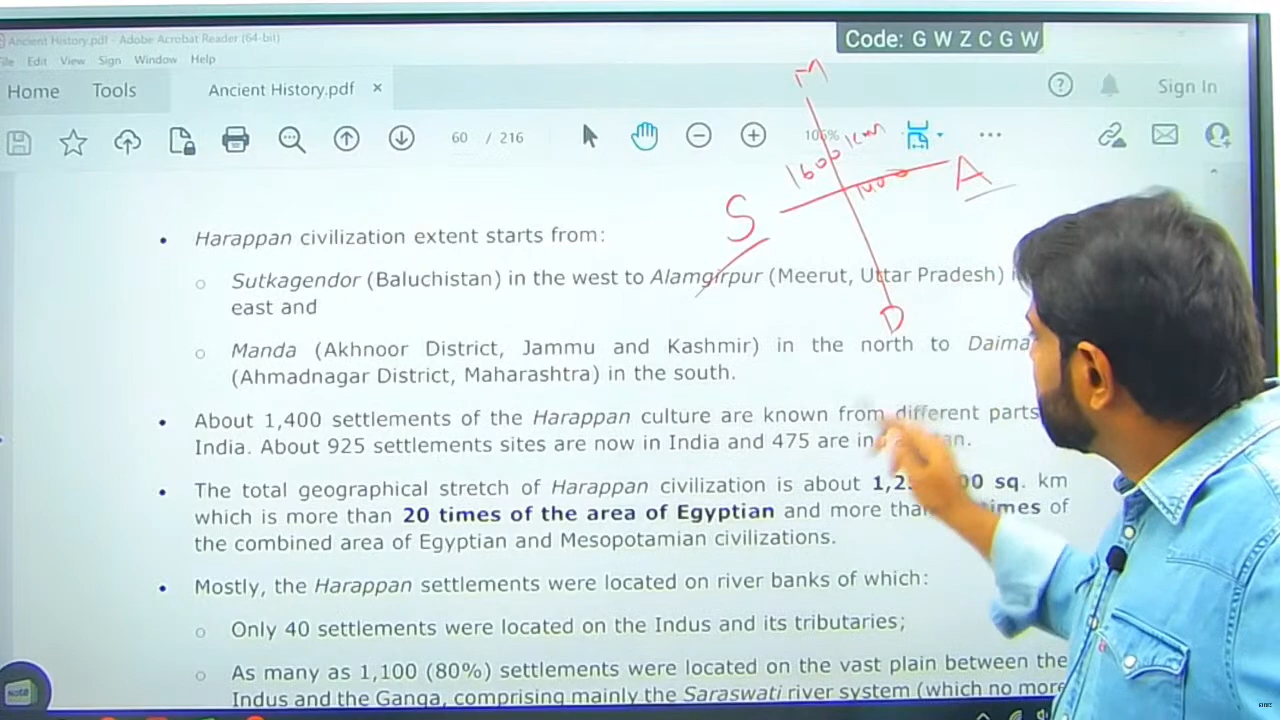 Ancient History.pdf - Adobe Acrobat Reader (64-bit)
Code: G W Z C G W
File Edit View Sign Window Help
Home Tools Ancient History.pdf × Sign In
60 / 216
M
1600 km
1400
S A
D
• Harappan civilization extent starts from:
o Sutkagendor (Baluchistan) in the west to Alamgirpur (Meerut, Uttar Pradesh)
east and
o Manda (Akhnoor District, Jammu and Kashmir) in the north to Daima
(Ahmadnagar District, Maharashtra) in the south.
• About 1,400 settlements of the Harappan culture are known from different parts
India. About 925 settlements sites are now in India and 475 are in
• The total geographical stretch of Harappan civilization is about 00 sq. km
which is more than 20 times of the area of Egyptian and more than times of
the combined area of Egyptian and Mesopotamian civilizations.
• Mostly, the Harappan settlements were located on river banks of which:
o Only 40 settlements were located on the Indus and its tributaries;
o As many as 1,100 (80%) settlements were located on the vast plain between the
Indus and the Ganga, comprising mainly the Saraswati river system (which no more